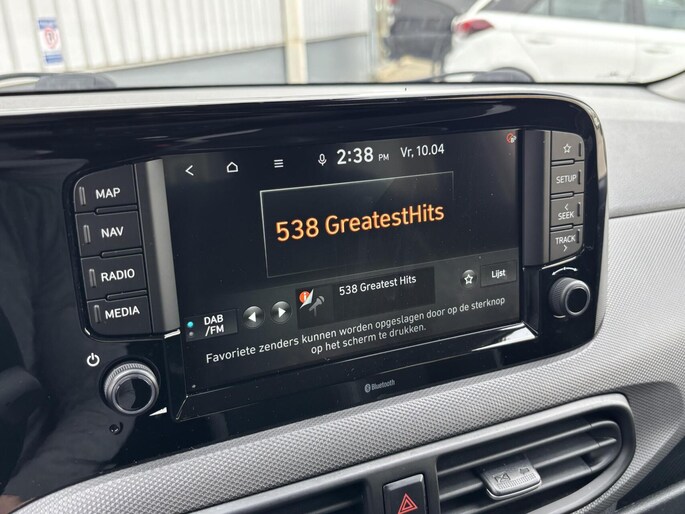 2:38 PM Vr, 10.04
538 GreatestHits
538 Greatest Hits
DAB
/FM
Lijst
Favoriete zenders kunnen worden opgeslagen door op de sterknop
op het scherm te drukken.
MAP
NAV
RADIO
MEDIA
SETUP
<
SEEK
TRACK
>
Bluetooth